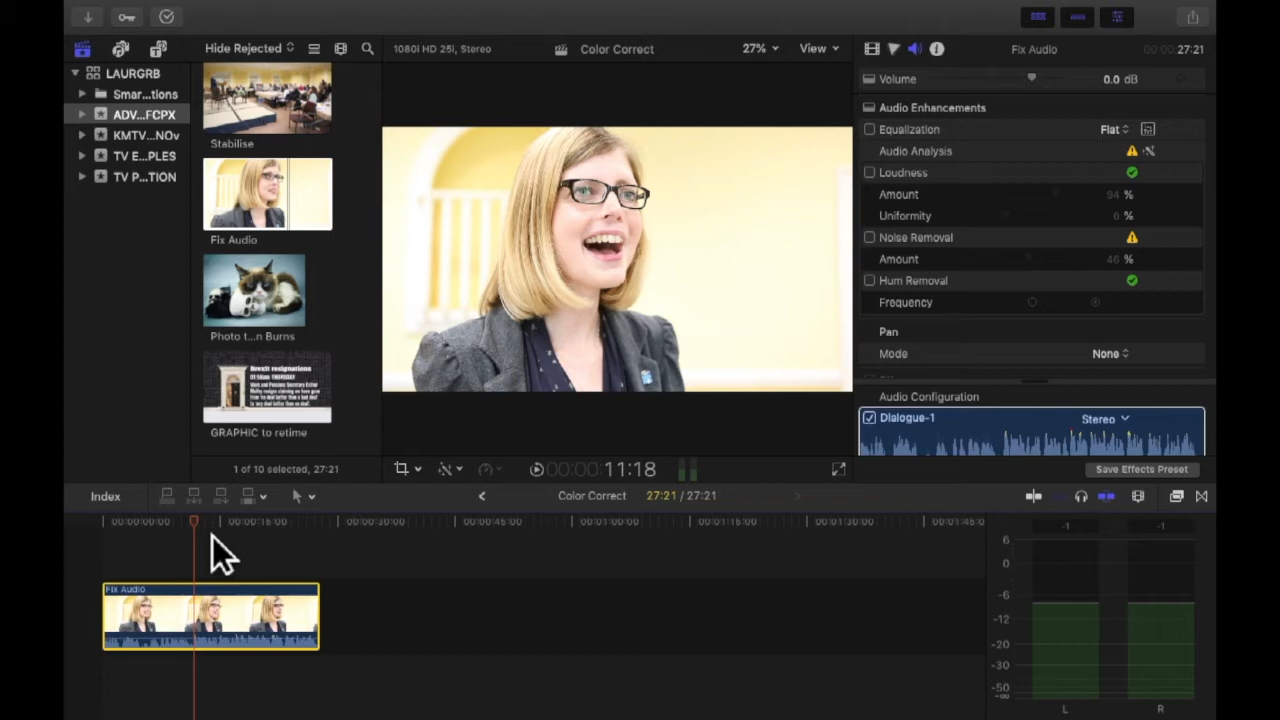 Hide Rejected
1080i HD 25i, Stereo
Color Correct
27%
View
Fix Audio
00:00:27:21
LAURGRB
Smar...tions
ADV...FCPX
KMTV...NOv
TV E...PLES
TV P...TION
Stabilise
Fix Audio
Photo t...n Burns
Brexit resignations
GRAPHIC to retime
1 of 10 selected, 27:21
Volume
0.0 dB
Audio Enhancements
Equalization
Flat
Audio Analysis
Loudness
Amount
94 %
Uniformity
6 %
Noise Removal
Amount
46 %
Hum Removal
Frequency
Pan
Mode
None
Audio Configuration
Dialogue-1
Stereo
Save Effects Preset
00:00:11:18
Index
Color Correct
27:21 / 27:21
00:00:00:00
00:00:15:00
00:00:30:00
00:00:45:00
00:01:00:00
00:01:15:00
00:01:30:00
00:01:45:0
Fix Audio
-1
-1
6
0
-6
-12
-20
-30
-50
-∞
L
R